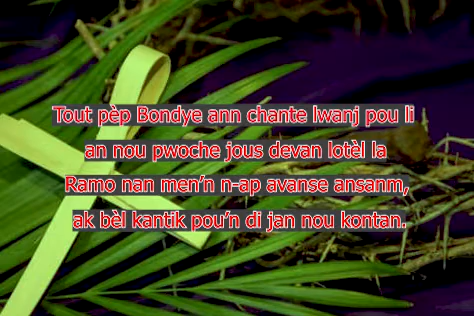 Tout pèp Bondye ann chante lwanj pou li
an nou pwoche jous devan lotèl la
Ramo nan men’n n-ap avanse ansanm,
ak bèl kantik pou’n di jan nou kontan.